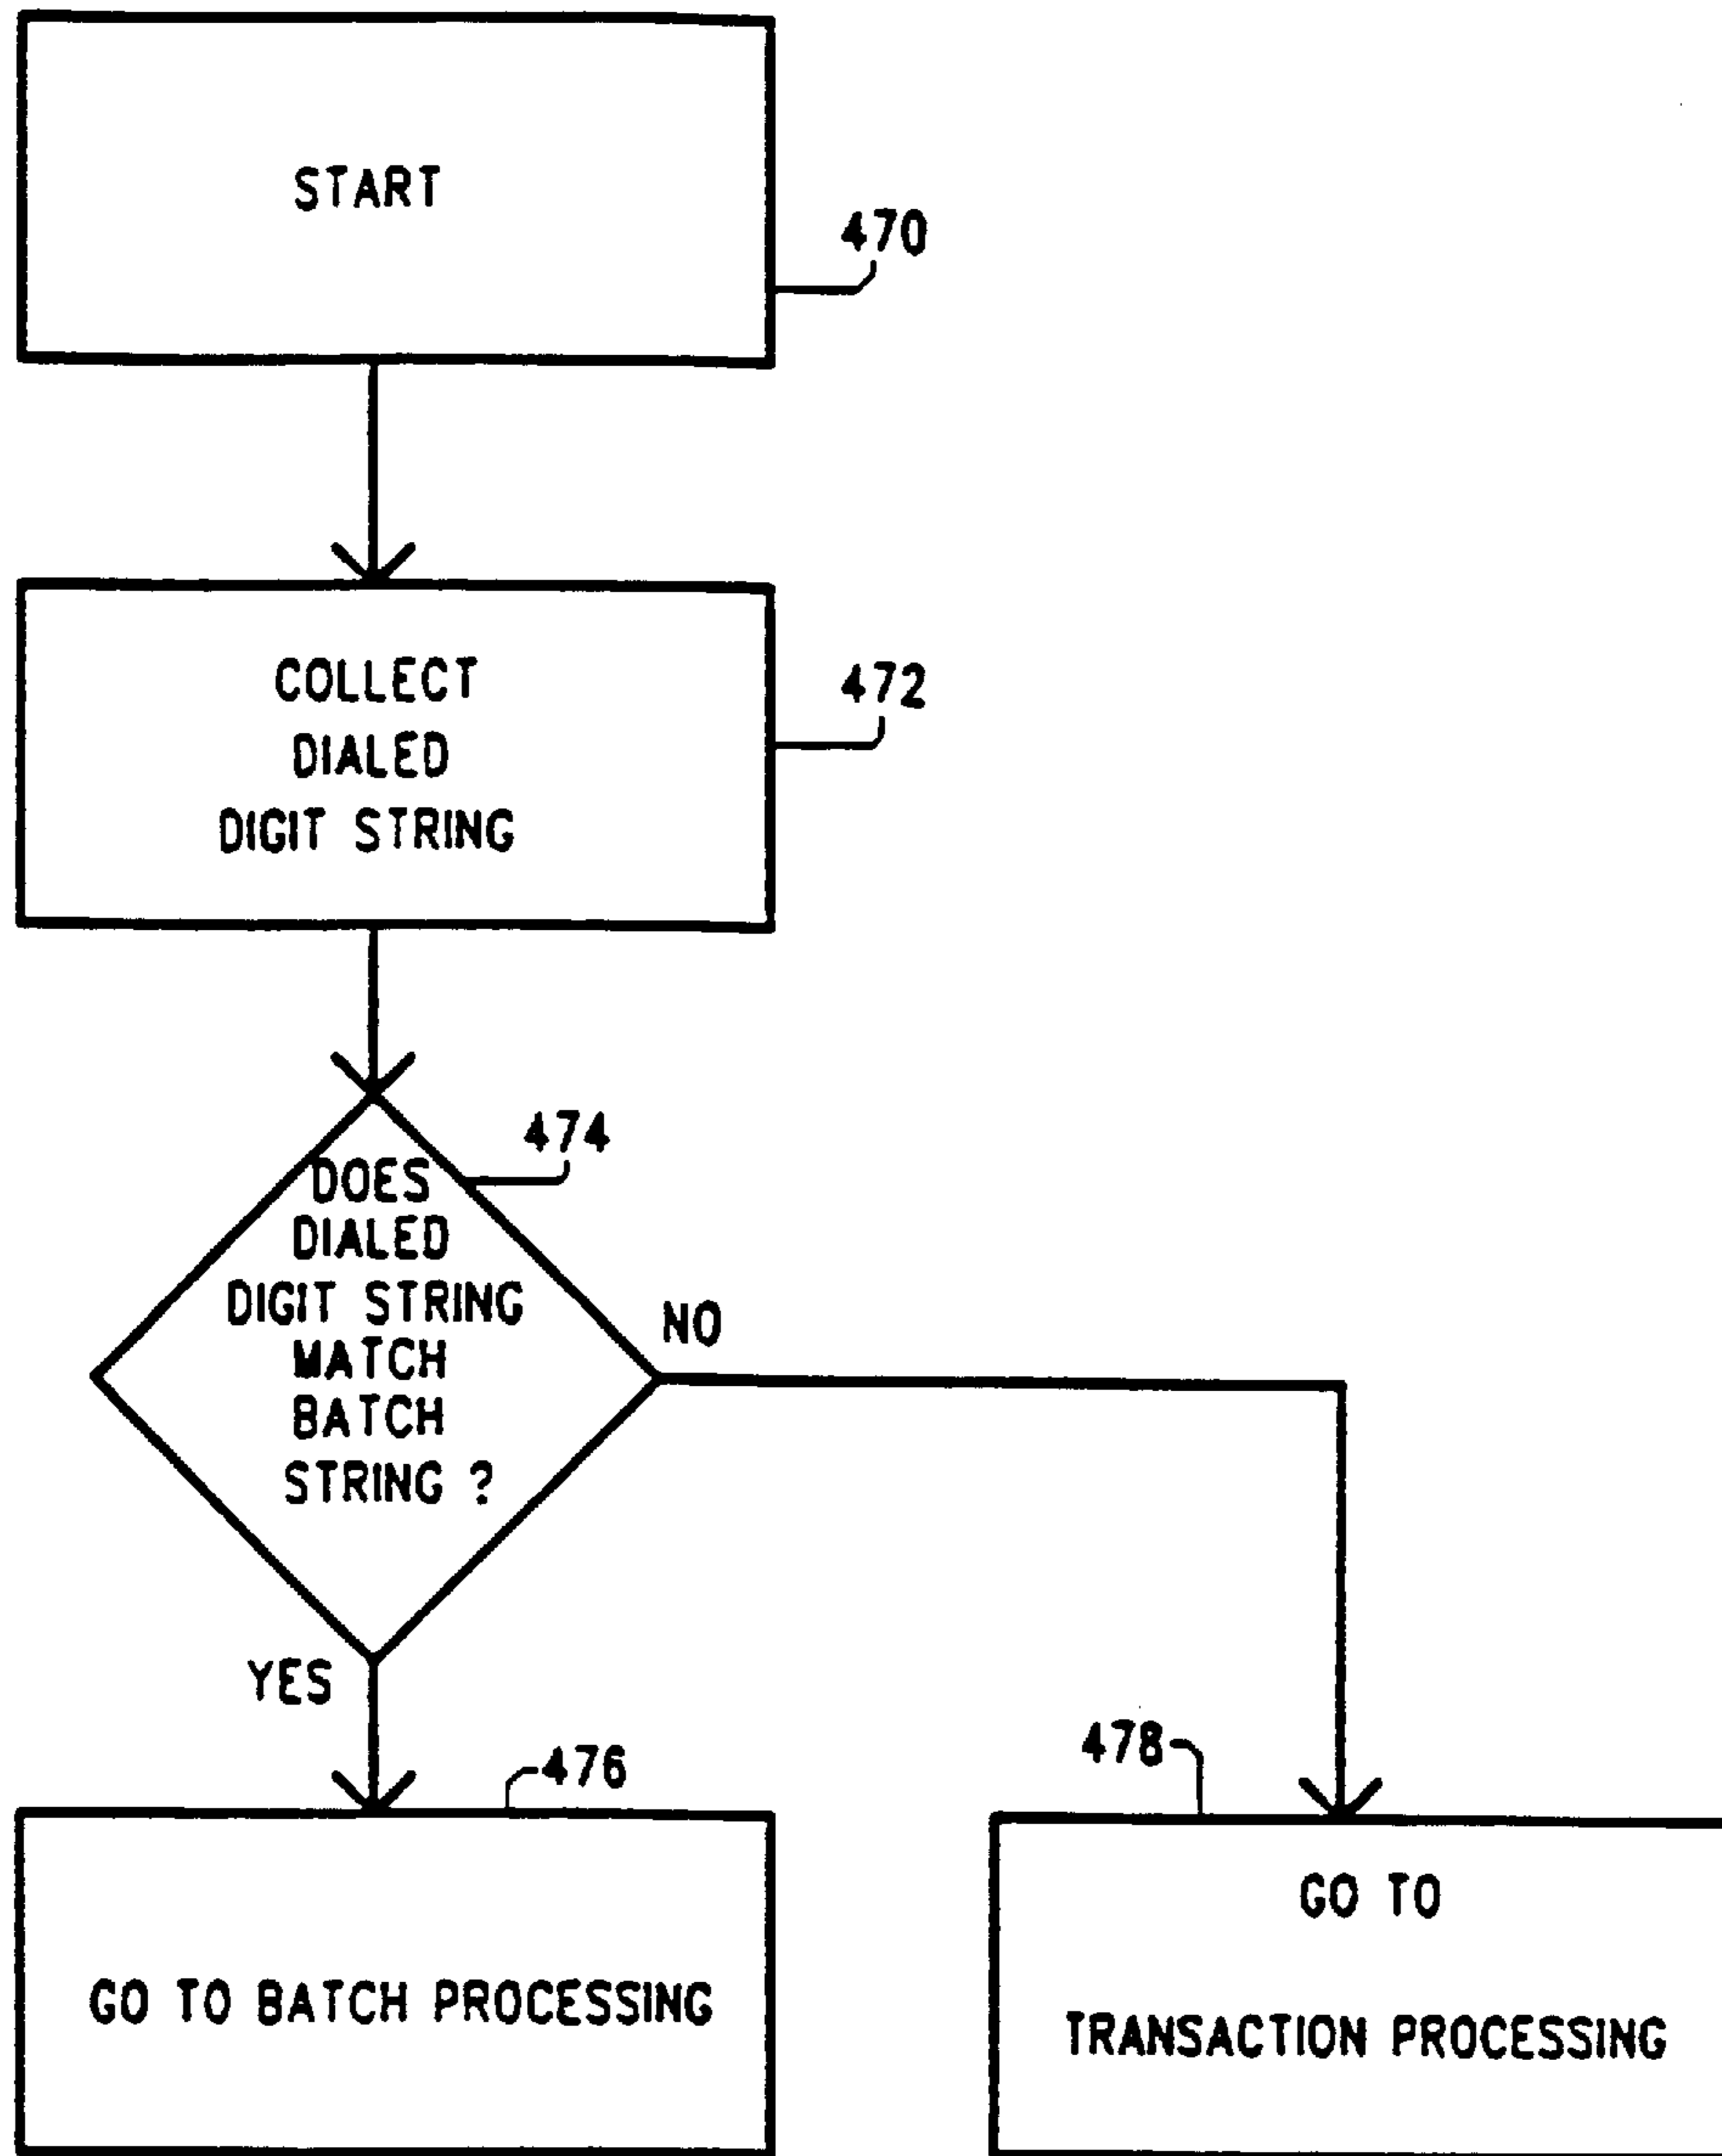 START
470
COLLECT
DIALED
DIGIT STRING
472
474
DOES
DIALED
DIGIT STRING
MATCH
BATCH
STRING ?
NO
YES
476
GO TO BATCH PROCESSING
478
GO TO
TRANSACTION PROCESSING